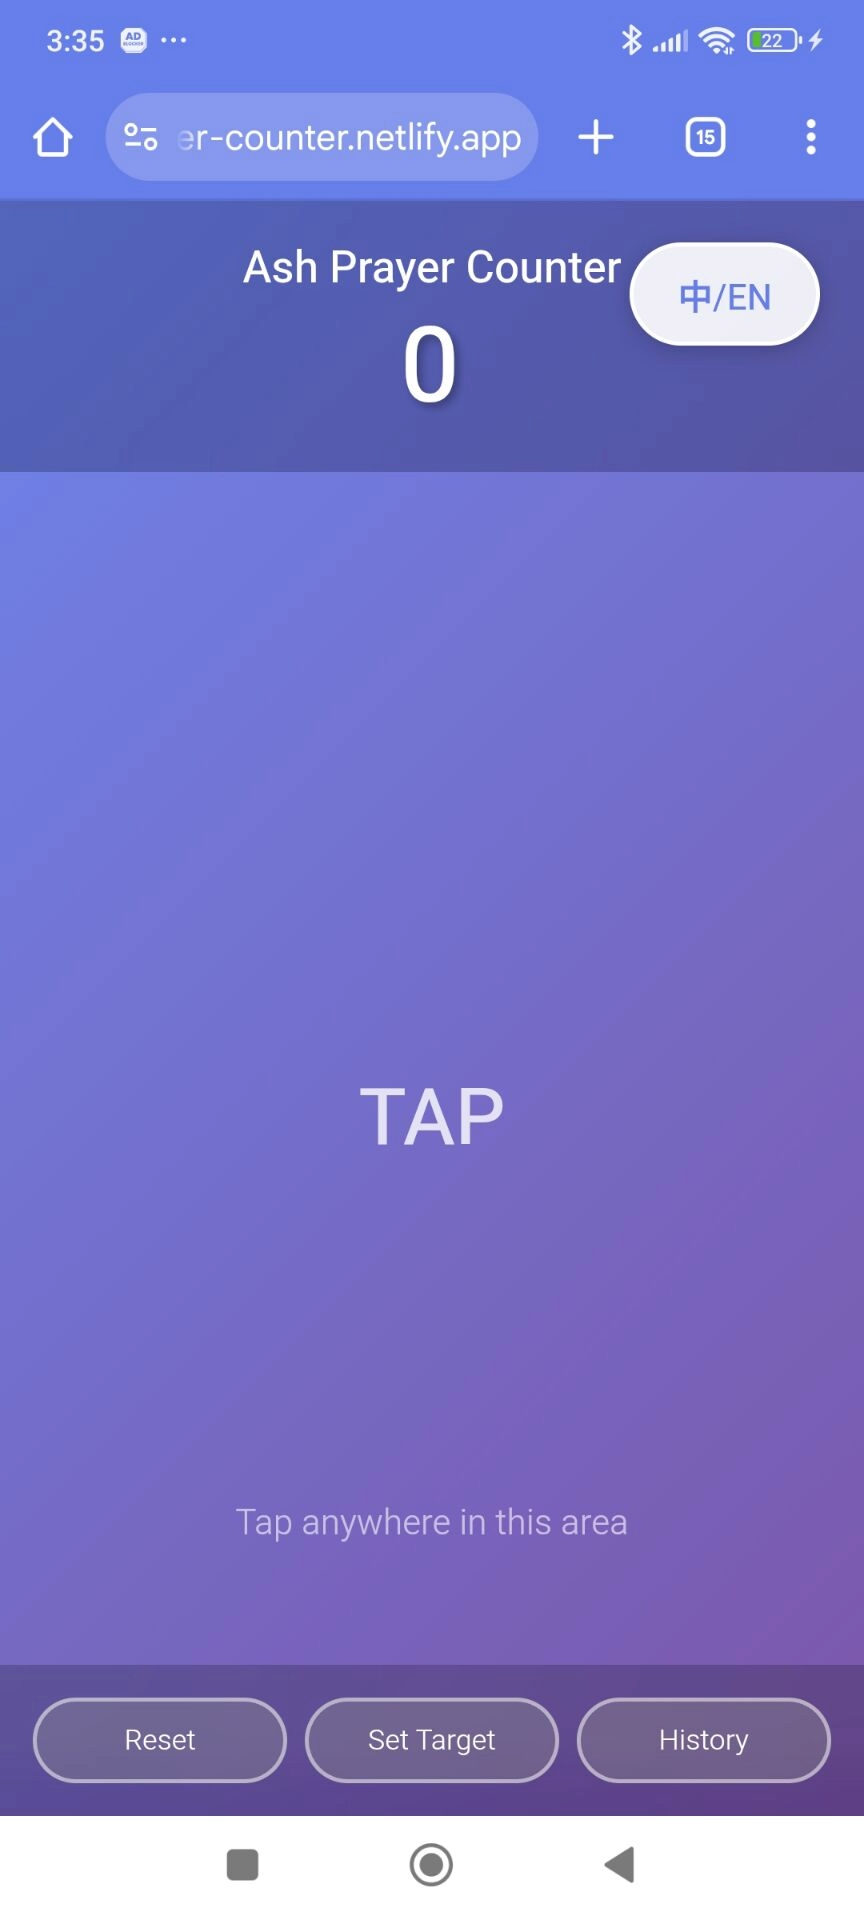 3:35 AD BLOCKER ... 22
er-counter.netlify.app 15
Ash Prayer Counter
中/EN
0
TAP
Tap anywhere in this area
Reset Set Target History